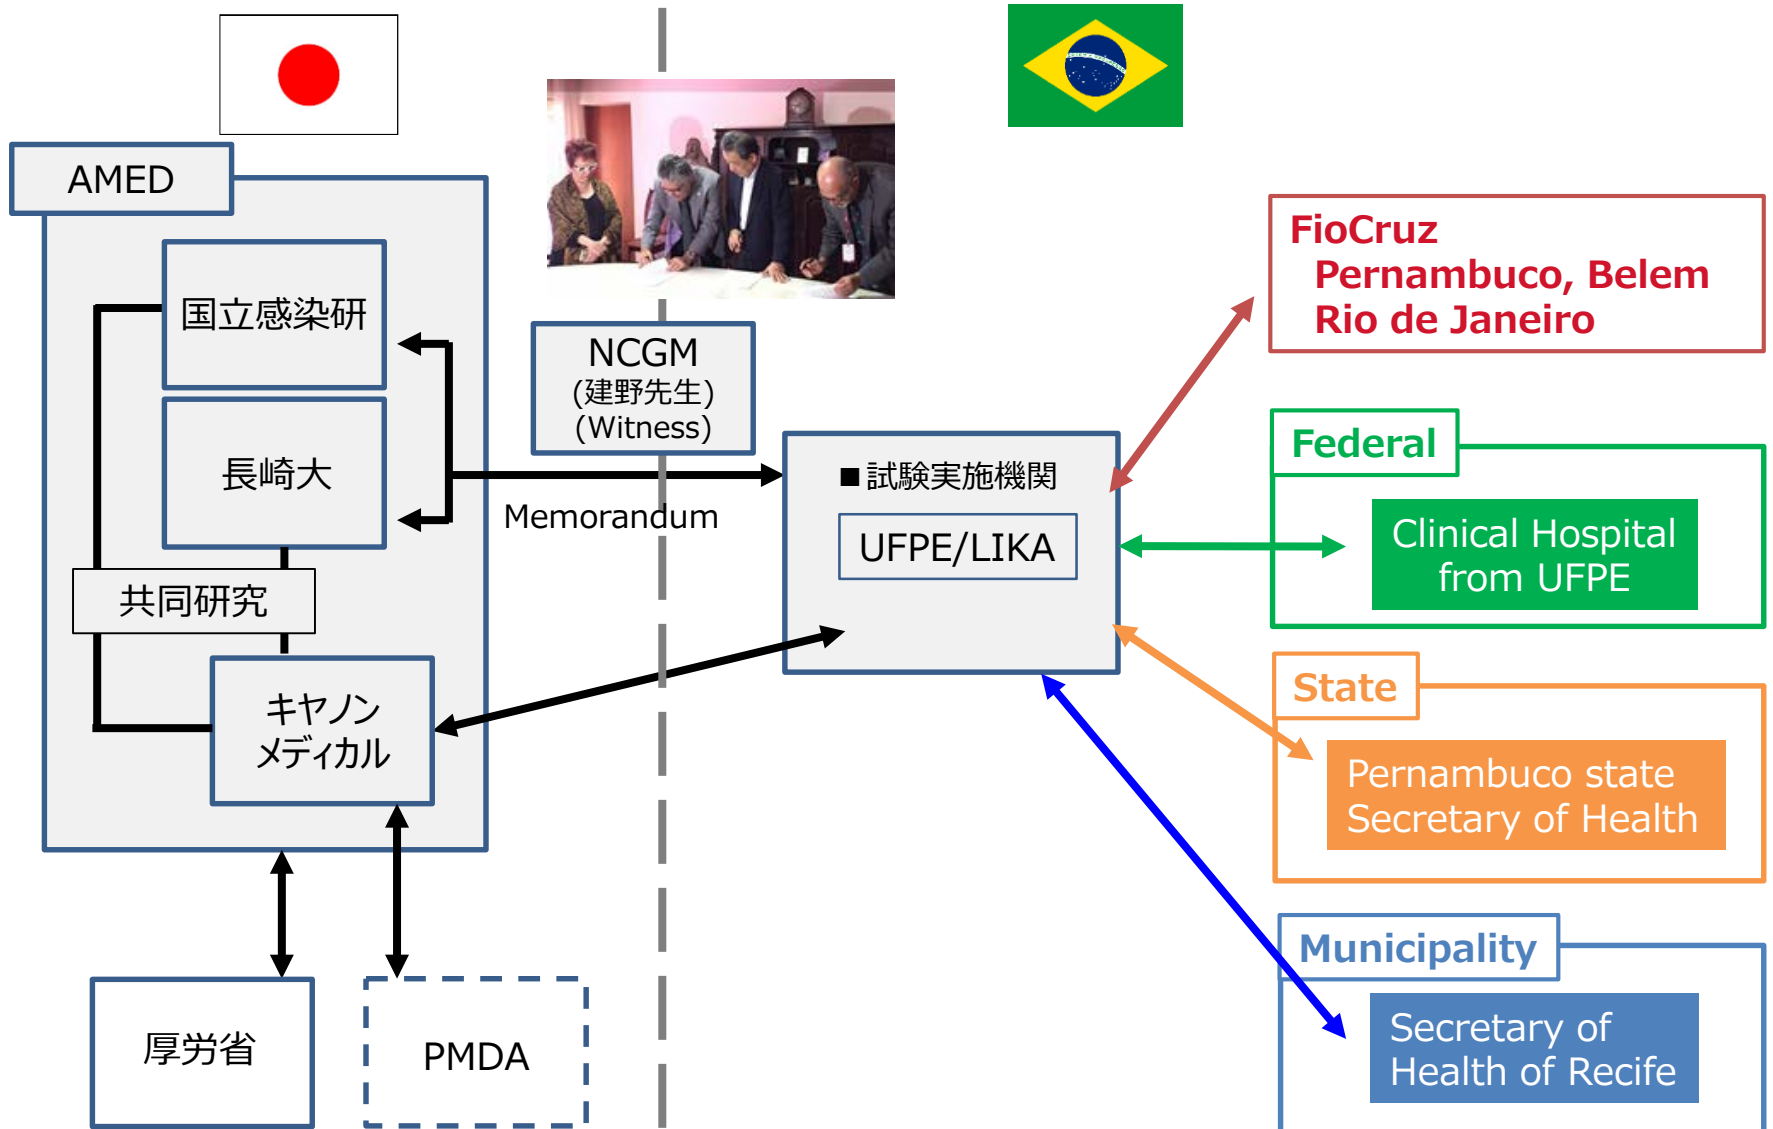 AMED
国立感染研
長崎大
共同研究
キヤノン
メディカル
厚労省
PMDA
NCGM
(建野先生)
(Witness)
Memorandum
■試験実施機関
UFPE/LIKA
FioCruz
Pernambuco, Belem
Rio de Janeiro
Federal
Clinical Hospital
from UFPE
State
Pernambuco state
Secretary of Health
Municipality
Secretary of
Health of Recife